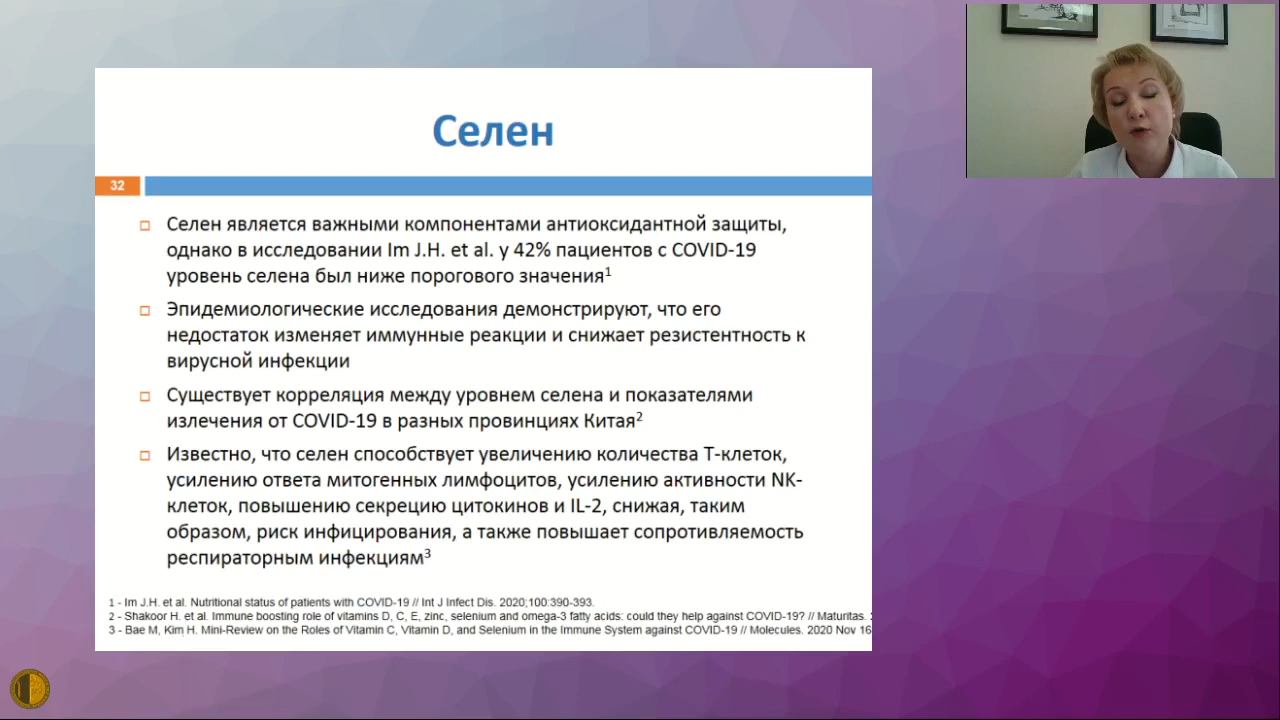 Селен
32
Селен является важными компонентами антиоксидантной защиты,
однако в исследовании Im J.H. et al. у 42% пациентов с COVID-19
уровень селена был ниже порогового значения¹
Эпидемиологические исследования демонстрируют, что его
недостаток изменяет иммунные реакции и снижает резистентность к
вирусной инфекции
Существует корреляция между уровнем селена и показателями
излечения от COVID-19 в разных провинциях Китая²
Известно, что селен способствует увеличению количества Т-клеток,
усилению ответа митогенных лимфоцитов, усилению активности NK-
клеток, повышению секрецию цитокинов и IL-2, снижая, таким
образом, риск инфицирования, а также повышает сопротивляемость
респираторным инфекциям³
1 - Im J.H. et al. Nutritional status of patients with COVID-19 // Int J Infect Dis. 2020;100:390-393.
2 - Shakoor H. et al. Immune boosting role of vitamins D, C, E, zinc, selenium and omega-3 fatty acids: could they help against COVID-19? // Maturitas.
3 - Bae M, Kim H. Mini-Review on the Roles of Vitamin C, Vitamin D, and Selenium in the Immune System against COVID-19 // Molecules. 2020 Nov 16